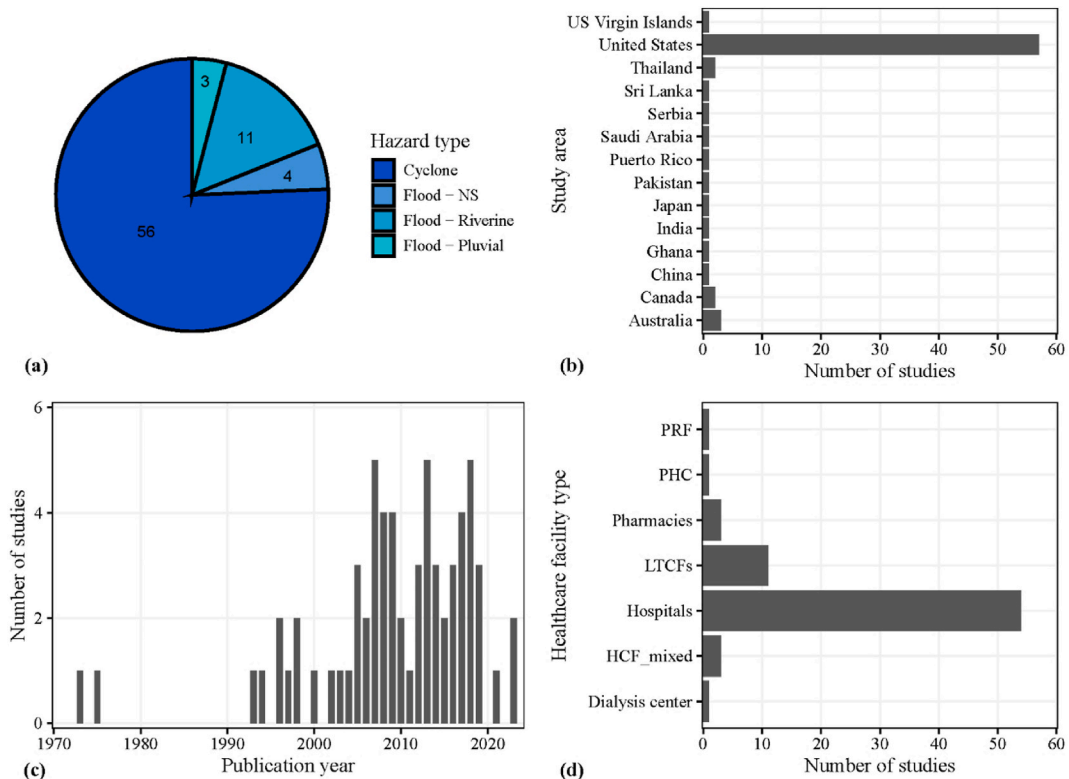 3
11
4
56
Hazard type
Cyclone
Flood − NS
Flood − Riverine
Flood − Pluvial
(a)
Study area
US Virgin Islands
United States
Thailand
Sri Lanka
Serbia
Saudi Arabia
Puerto Rico
Pakistan
Japan
India
Ghana
China
Canada
Australia
0 10 20 30 40 50 60
Number of studies
(b)
Number of studies
6
4
2
0
1970 1980 1990 2000 2010 2020
Publication year
(c)
Healthcare facility type
PRF
PHC
Pharmacies
LTCFs
Hospitals
HCF_mixed
Dialysis center
0 10 20 30 40 50 60
Number of studies
(d)